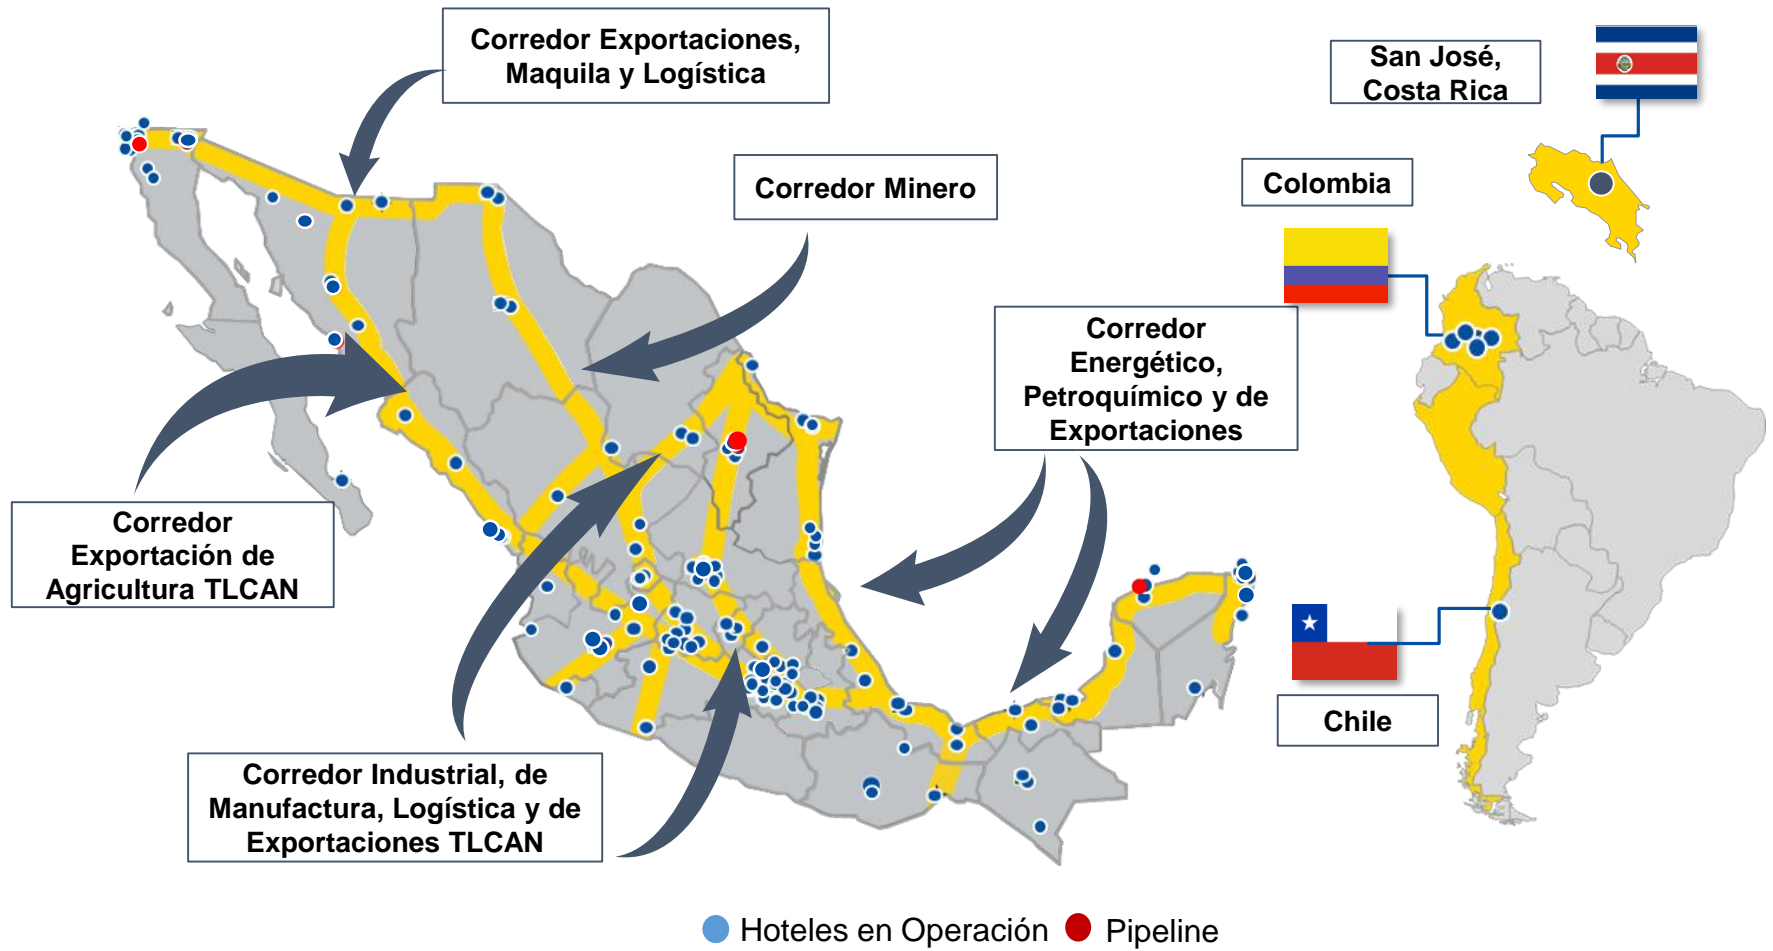 Corredor Exportaciones,
Maquila y Logística
San José,
Costa Rica
Corredor Minero
Colombia
Corredor
Energético,
Petroquímico y de
Exportaciones
Corredor
Exportación de
Agricultura TLCAN
Chile
Corredor Industrial, de
Manufactura, Logística y de
Exportaciones TLCAN
Hoteles en Operación
Pipeline